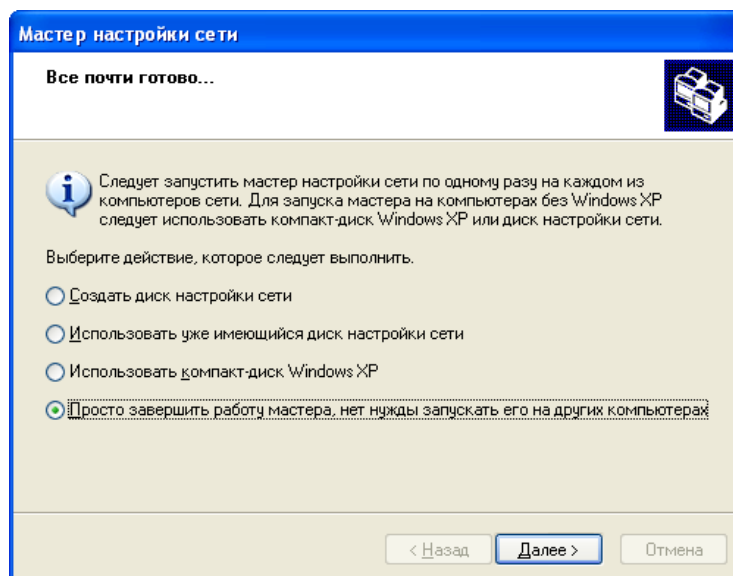 Мастер настройки сети
Все почти готово...
Следует запустить мастер настройки сети по одному разу на каждом из
компьютеров сети. Для запуска мастера на компьютерах без Windows XP
следует использовать компакт-диск Windows XP или диск настройки сети.
Выберите действие, которое следует выполнить.
Создать диск настройки сети
Использовать уже имеющийся диск настройки сети
Использовать компакт-диск Windows XP
Просто завершить работу мастера, нет нужды запускать его на других компьютерах
< Назад Далее > Отмена